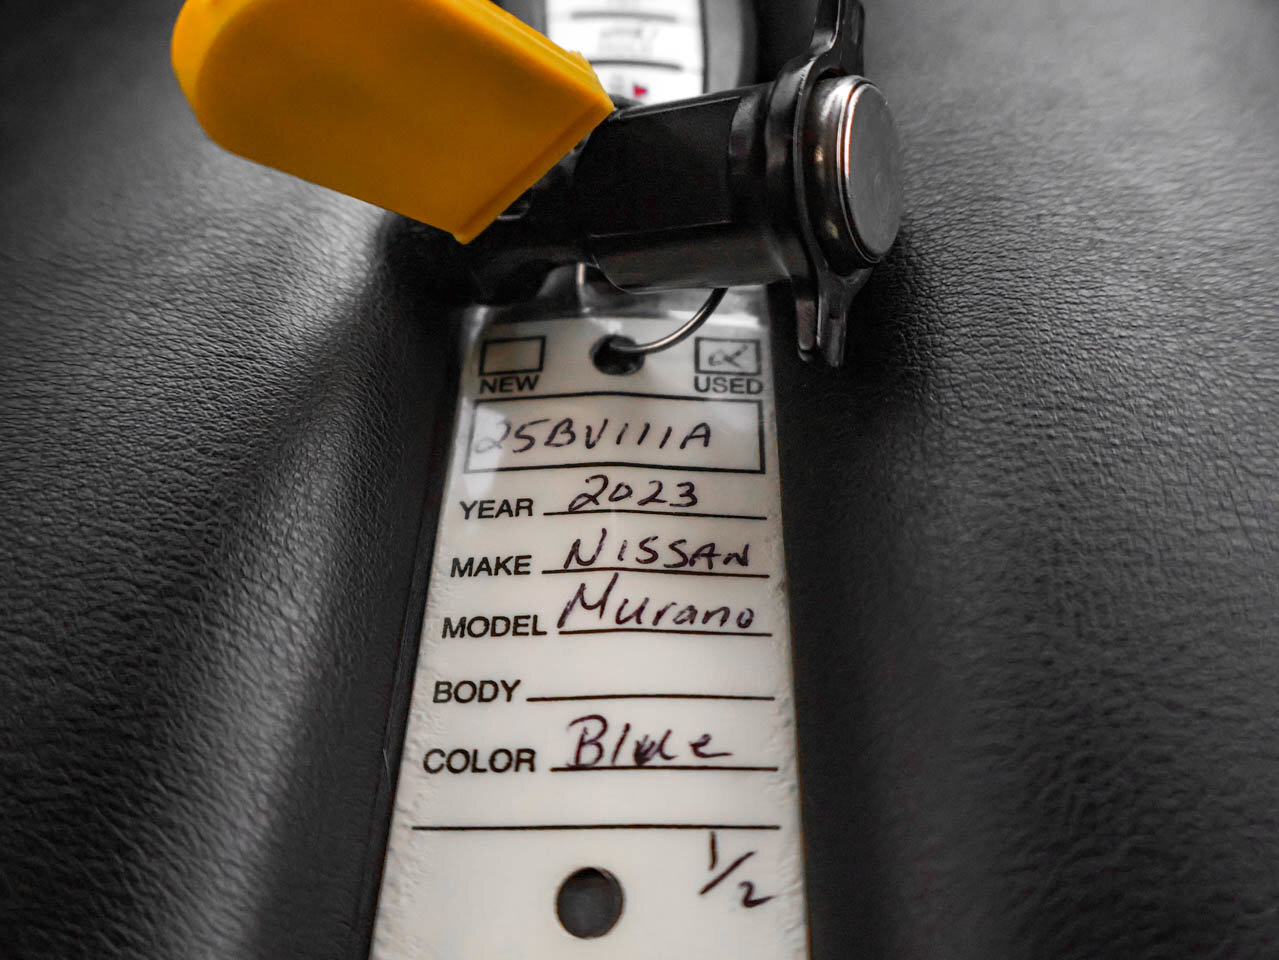 NEW USED
25BV111A
YEAR 2023
MAKE NISSAN
MODEL Murano
BODY
COLOR Blue
1/2